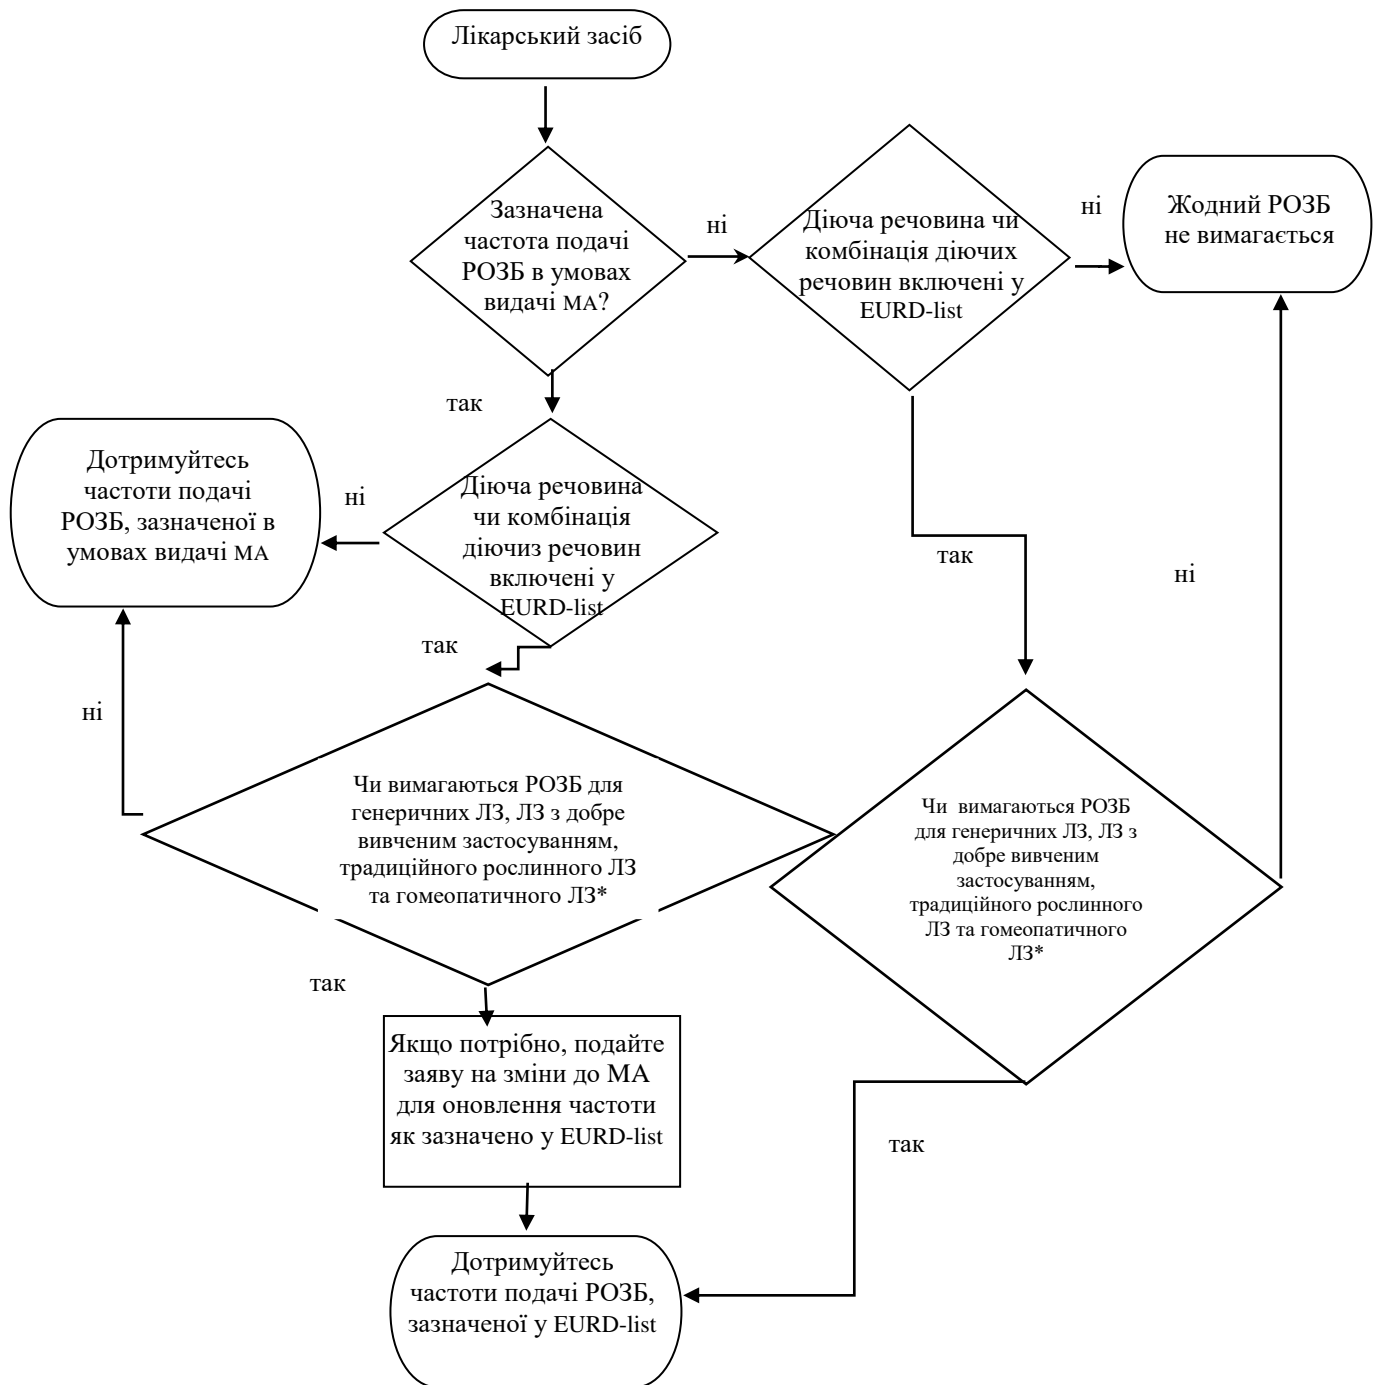 Лікарський засіб
Зазначена
частота подачі
РОЗБ в умовах
видачі МА?
ні
Діюча речовина чи
комбінація діючих
речовин включені у
EURD-list
ні
Жодний РОЗБ
не вимагається
так
Дотримуйтесь
частоти подачі
РОЗБ, зазначеної в
умовах видачі МА
ні
Діюча речовина
чи комбінація
діючиз речовин
включені у
EURD-list
так
ні
так
ні
Чи вимагаються РОЗБ для
генеричних ЛЗ, ЛЗ з добре
вивченим застосуванням,
традиційного рослинного ЛЗ
та гомеопатичного ЛЗ*
Чи вимагаються РОЗБ
для генеричних ЛЗ, ЛЗ з
добре вивченим
застосуванням,
традиційного рослинного
ЛЗ та гомеопатичного
ЛЗ*
так
Якщо потрібно, подайте
заяву на зміни до МА
для оновлення частоти
як зазначено у EURD-list
так
Дотримуйтесь
частоти подачі РОЗБ,
зазначеної у EURD-list